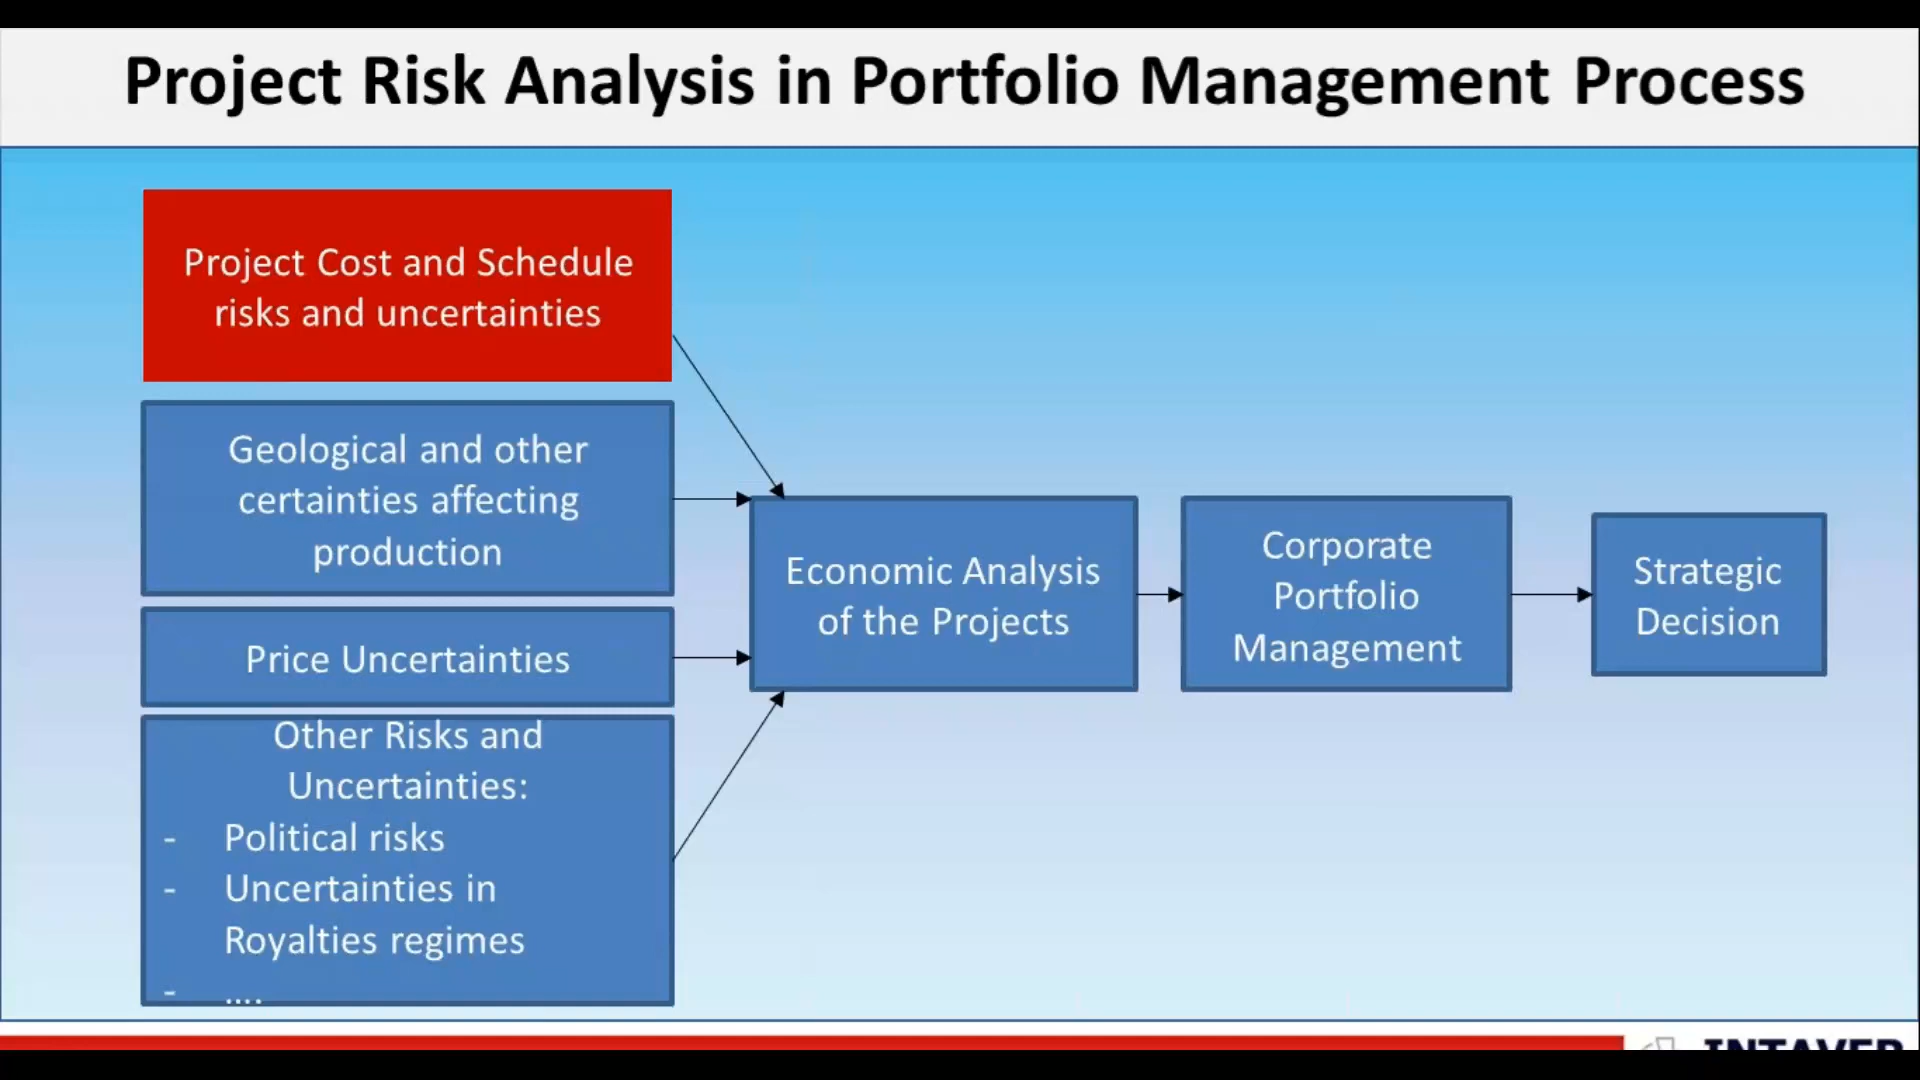 Project Risk Analysis in Portfolio Management Process
Project Cost and Schedule
risks and uncertainties
Geological and other
certainties affecting
production
Price Uncertainties
Other Risks and
Uncertainties:
- Political risks
- Uncertainties in
Royalties regimes
- ....
Economic Analysis
of the Projects
Corporate
Portfolio
Management
Strategic
Decision
INTAVER